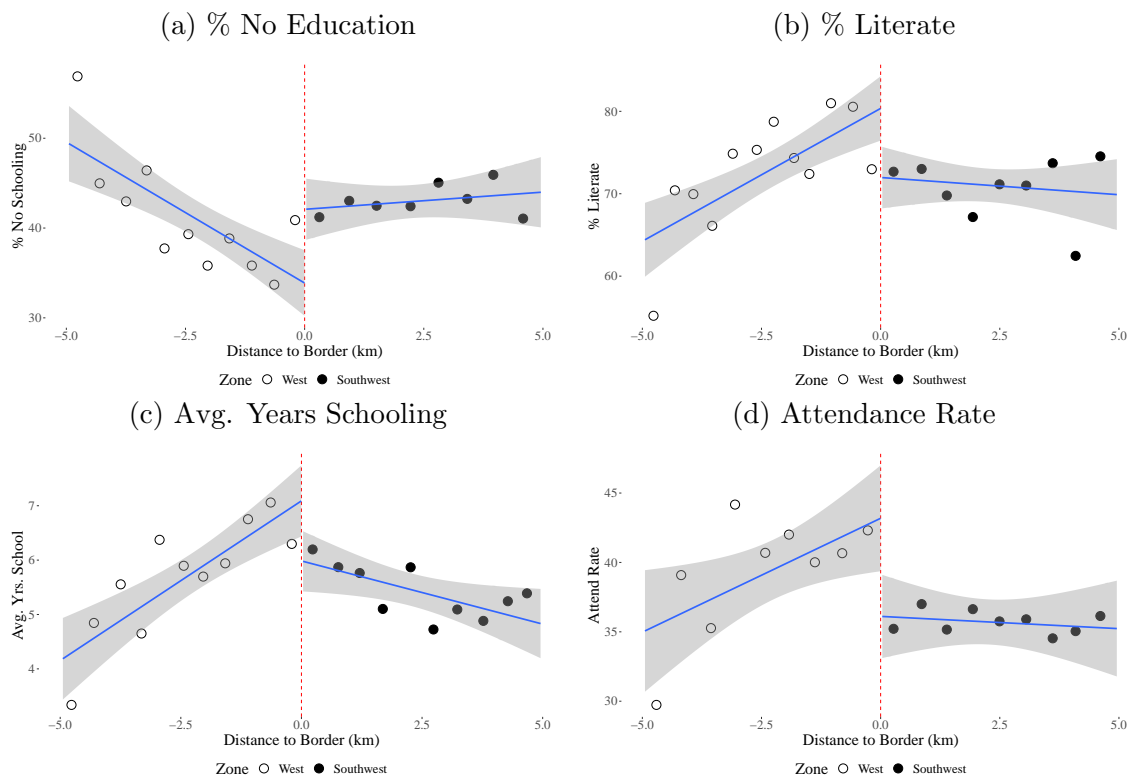 (a) % No Education
% No Schooling
50
40
30
−5.0
−2.5
0.0
2.5
5.0
Distance to Border (km)
Zone West Southwest
(b) % Literate
% Literate
80
70
60
−5.0
−2.5
0.0
2.5
5.0
Distance to Border (km)
Zone West Southwest
(c) Avg. Years Schooling
Avg. Yrs. School
7
6
5
4
−5.0
−2.5
0.0
2.5
5.0
Distance to Border (km)
Zone West Southwest
(d) Attendance Rate
Attend Rate
45
40
35
30
−5.0
−2.5
0.0
2.5
5.0
Distance to Border (km)
Zone West Southwest